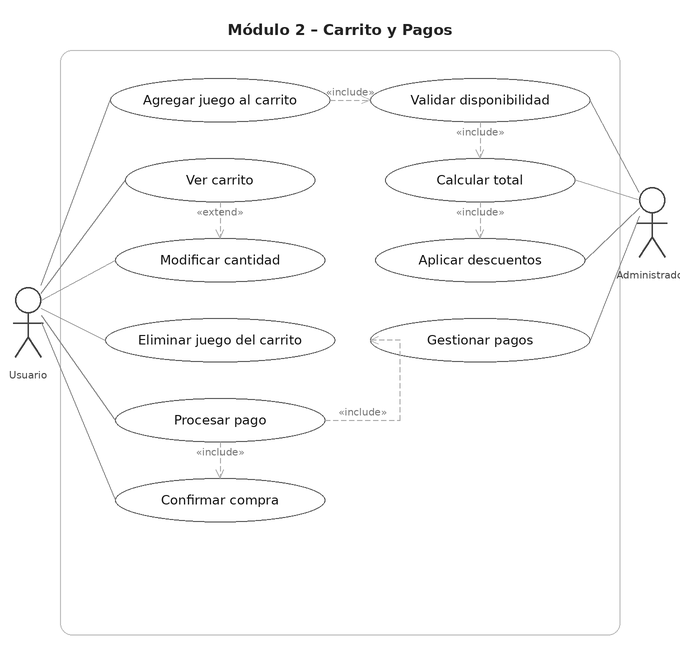 Módulo 2 – Carrito y Pagos
Agregar juego al carrito
«include»
Validar disponibilidad
«include»
Ver carrito
Calcular total
«extend»
«include»
Modificar cantidad
Aplicar descuentos
Administrado
Eliminar juego del carrito
Gestionar pagos
Usuario
Procesar pago
«include»
«include»
Confirmar compra